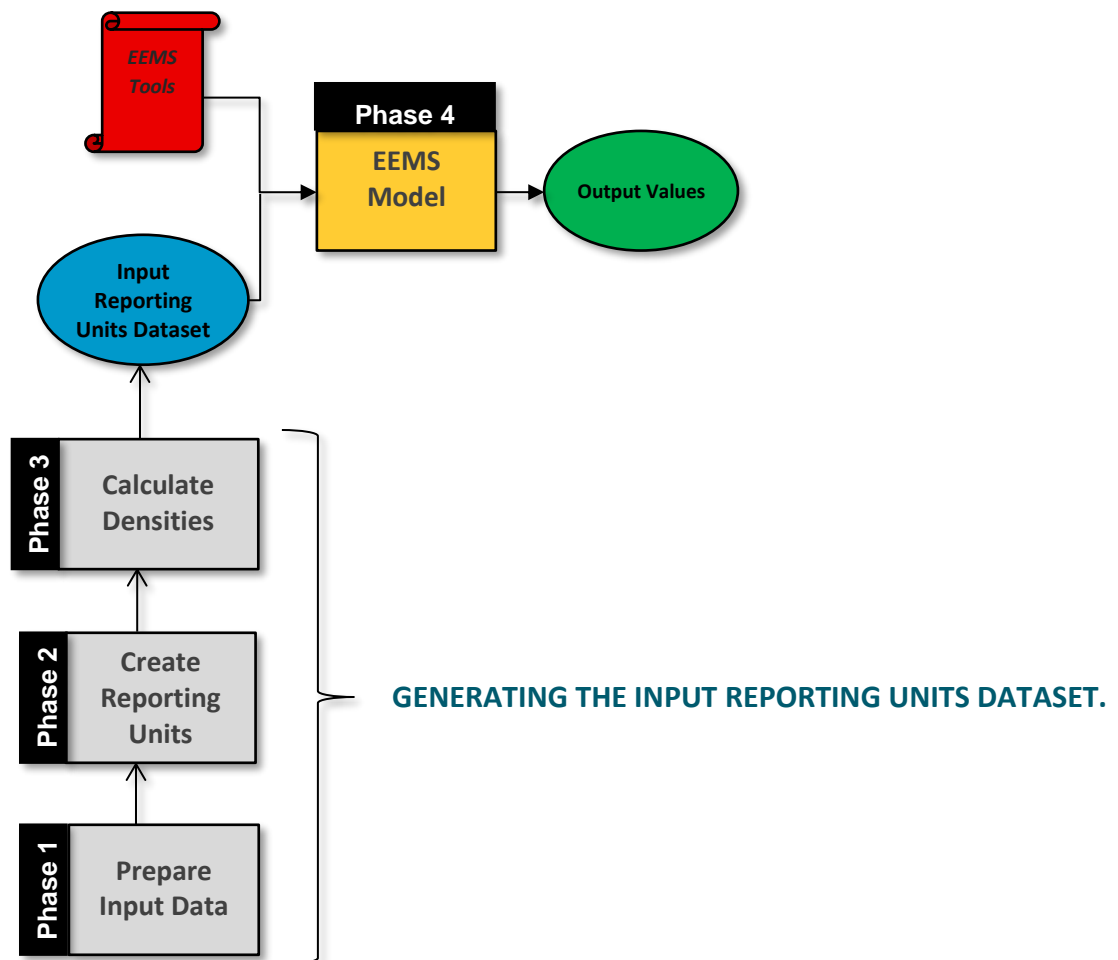 EEMS
Tools
Phase 4
EEMS
Model
Output Values
Input
Reporting
Units Dataset
Phase 3
Calculate
Densities
Phase 2
Create
Reporting
Units
GENERATING THE INPUT REPORTING UNITS DATASET.
Phase 1
Prepare
Input Data